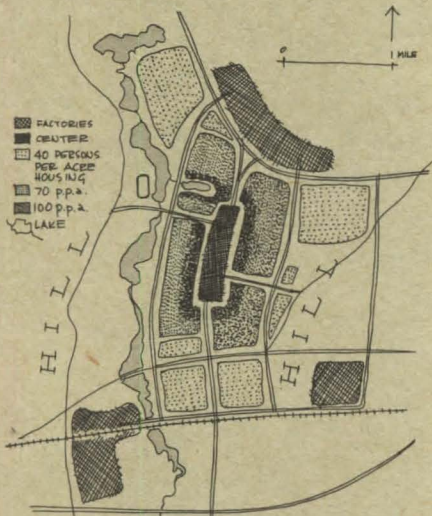 0
1 MILE
FACTORIES
CENTER
40 PERSONS
PER ACRE
HOUSING
70 p.p.a.
100 p.p.a.
LAKE
HILL
HILL